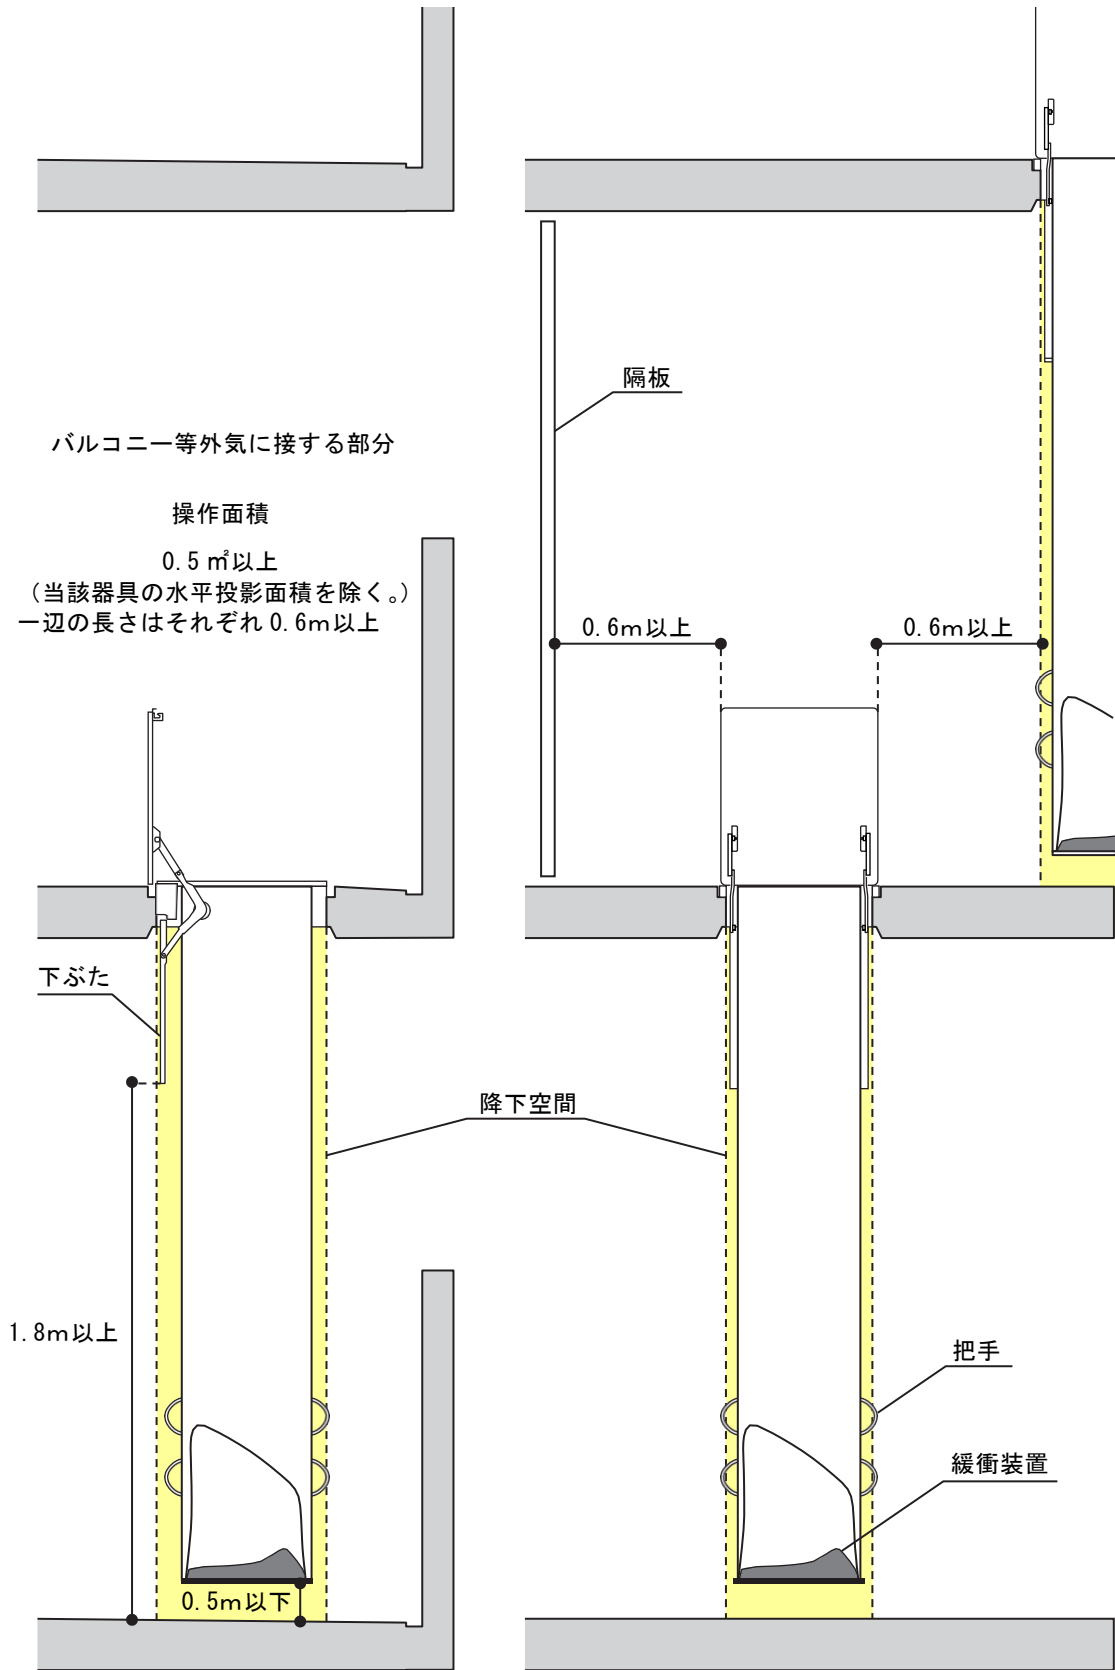 隔板
バルコニー等外気に接する部分
操作面積
0.5㎡以上
（当該器具の水平投影面積を除く。）
一辺の長さはそれぞれ0.6m以上
0.6m以上
0.6m以上
下ぶた
降下空間
1.8m以上
把手
緩衝装置
0.5m以下